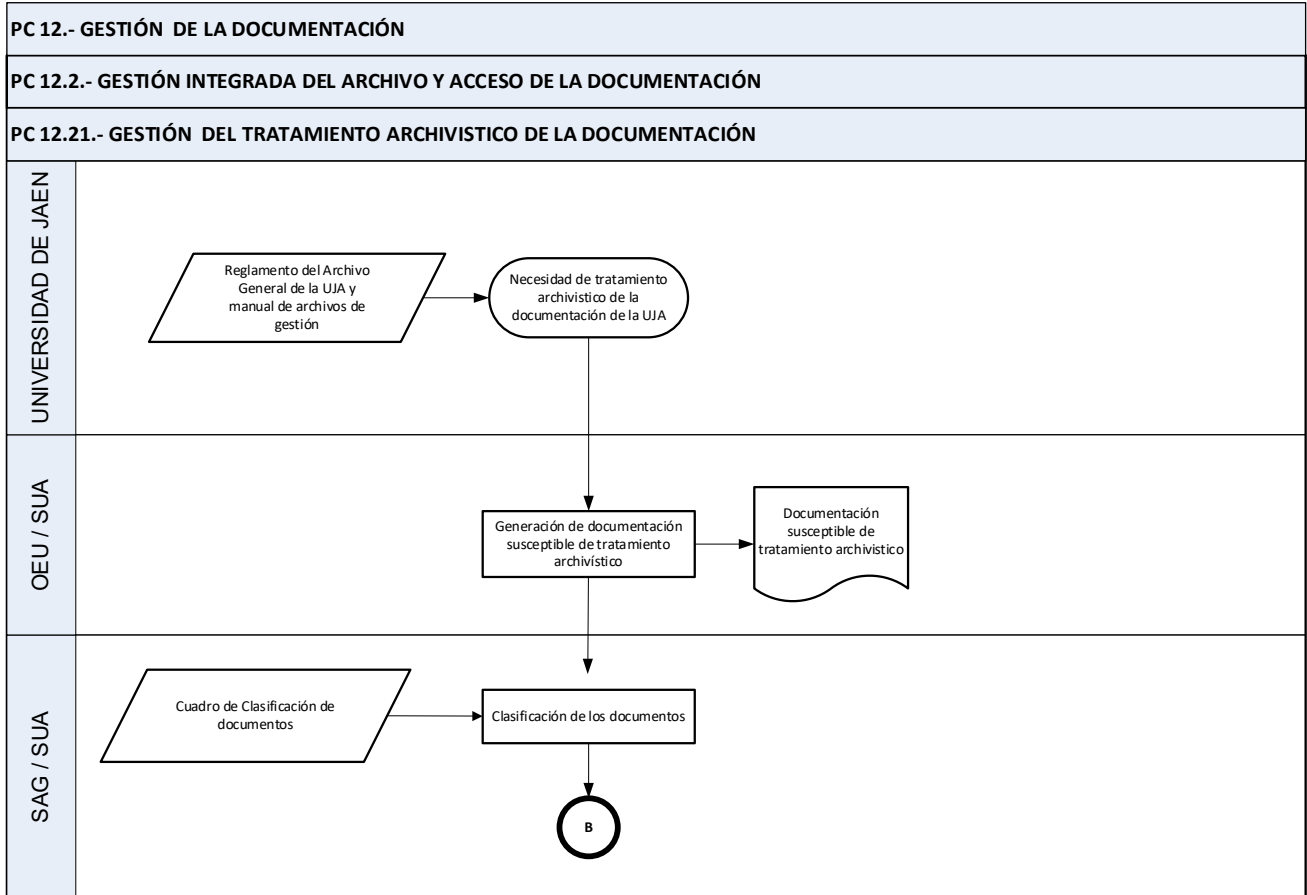 PC 12.- GESTIÓN DE LA DOCUMENTACIÓN
PC 12.2.- GESTIÓN INTEGRADA DEL ARCHIVO Y ACCESO DE LA DOCUMENTACIÓN
PC 12.21.- GESTIÓN DEL TRATAMIENTO ARCHIVISTICO DE LA DOCUMENTACIÓN
UNIVERSIDAD DE JAEN
Reglamento del Archivo
General de la UJA y
manual de archivos de
gestión
Necesidad de tratamiento
archivistico de la
documentación de la UJA
OEU / SUA
Generación de documentación
susceptible de tratamiento
archivístico
Documentación
susceptible de
tratamiento archivistico
SAG / SUA
Cuadro de Clasificación de
documentos
Clasificación de los documentos
B